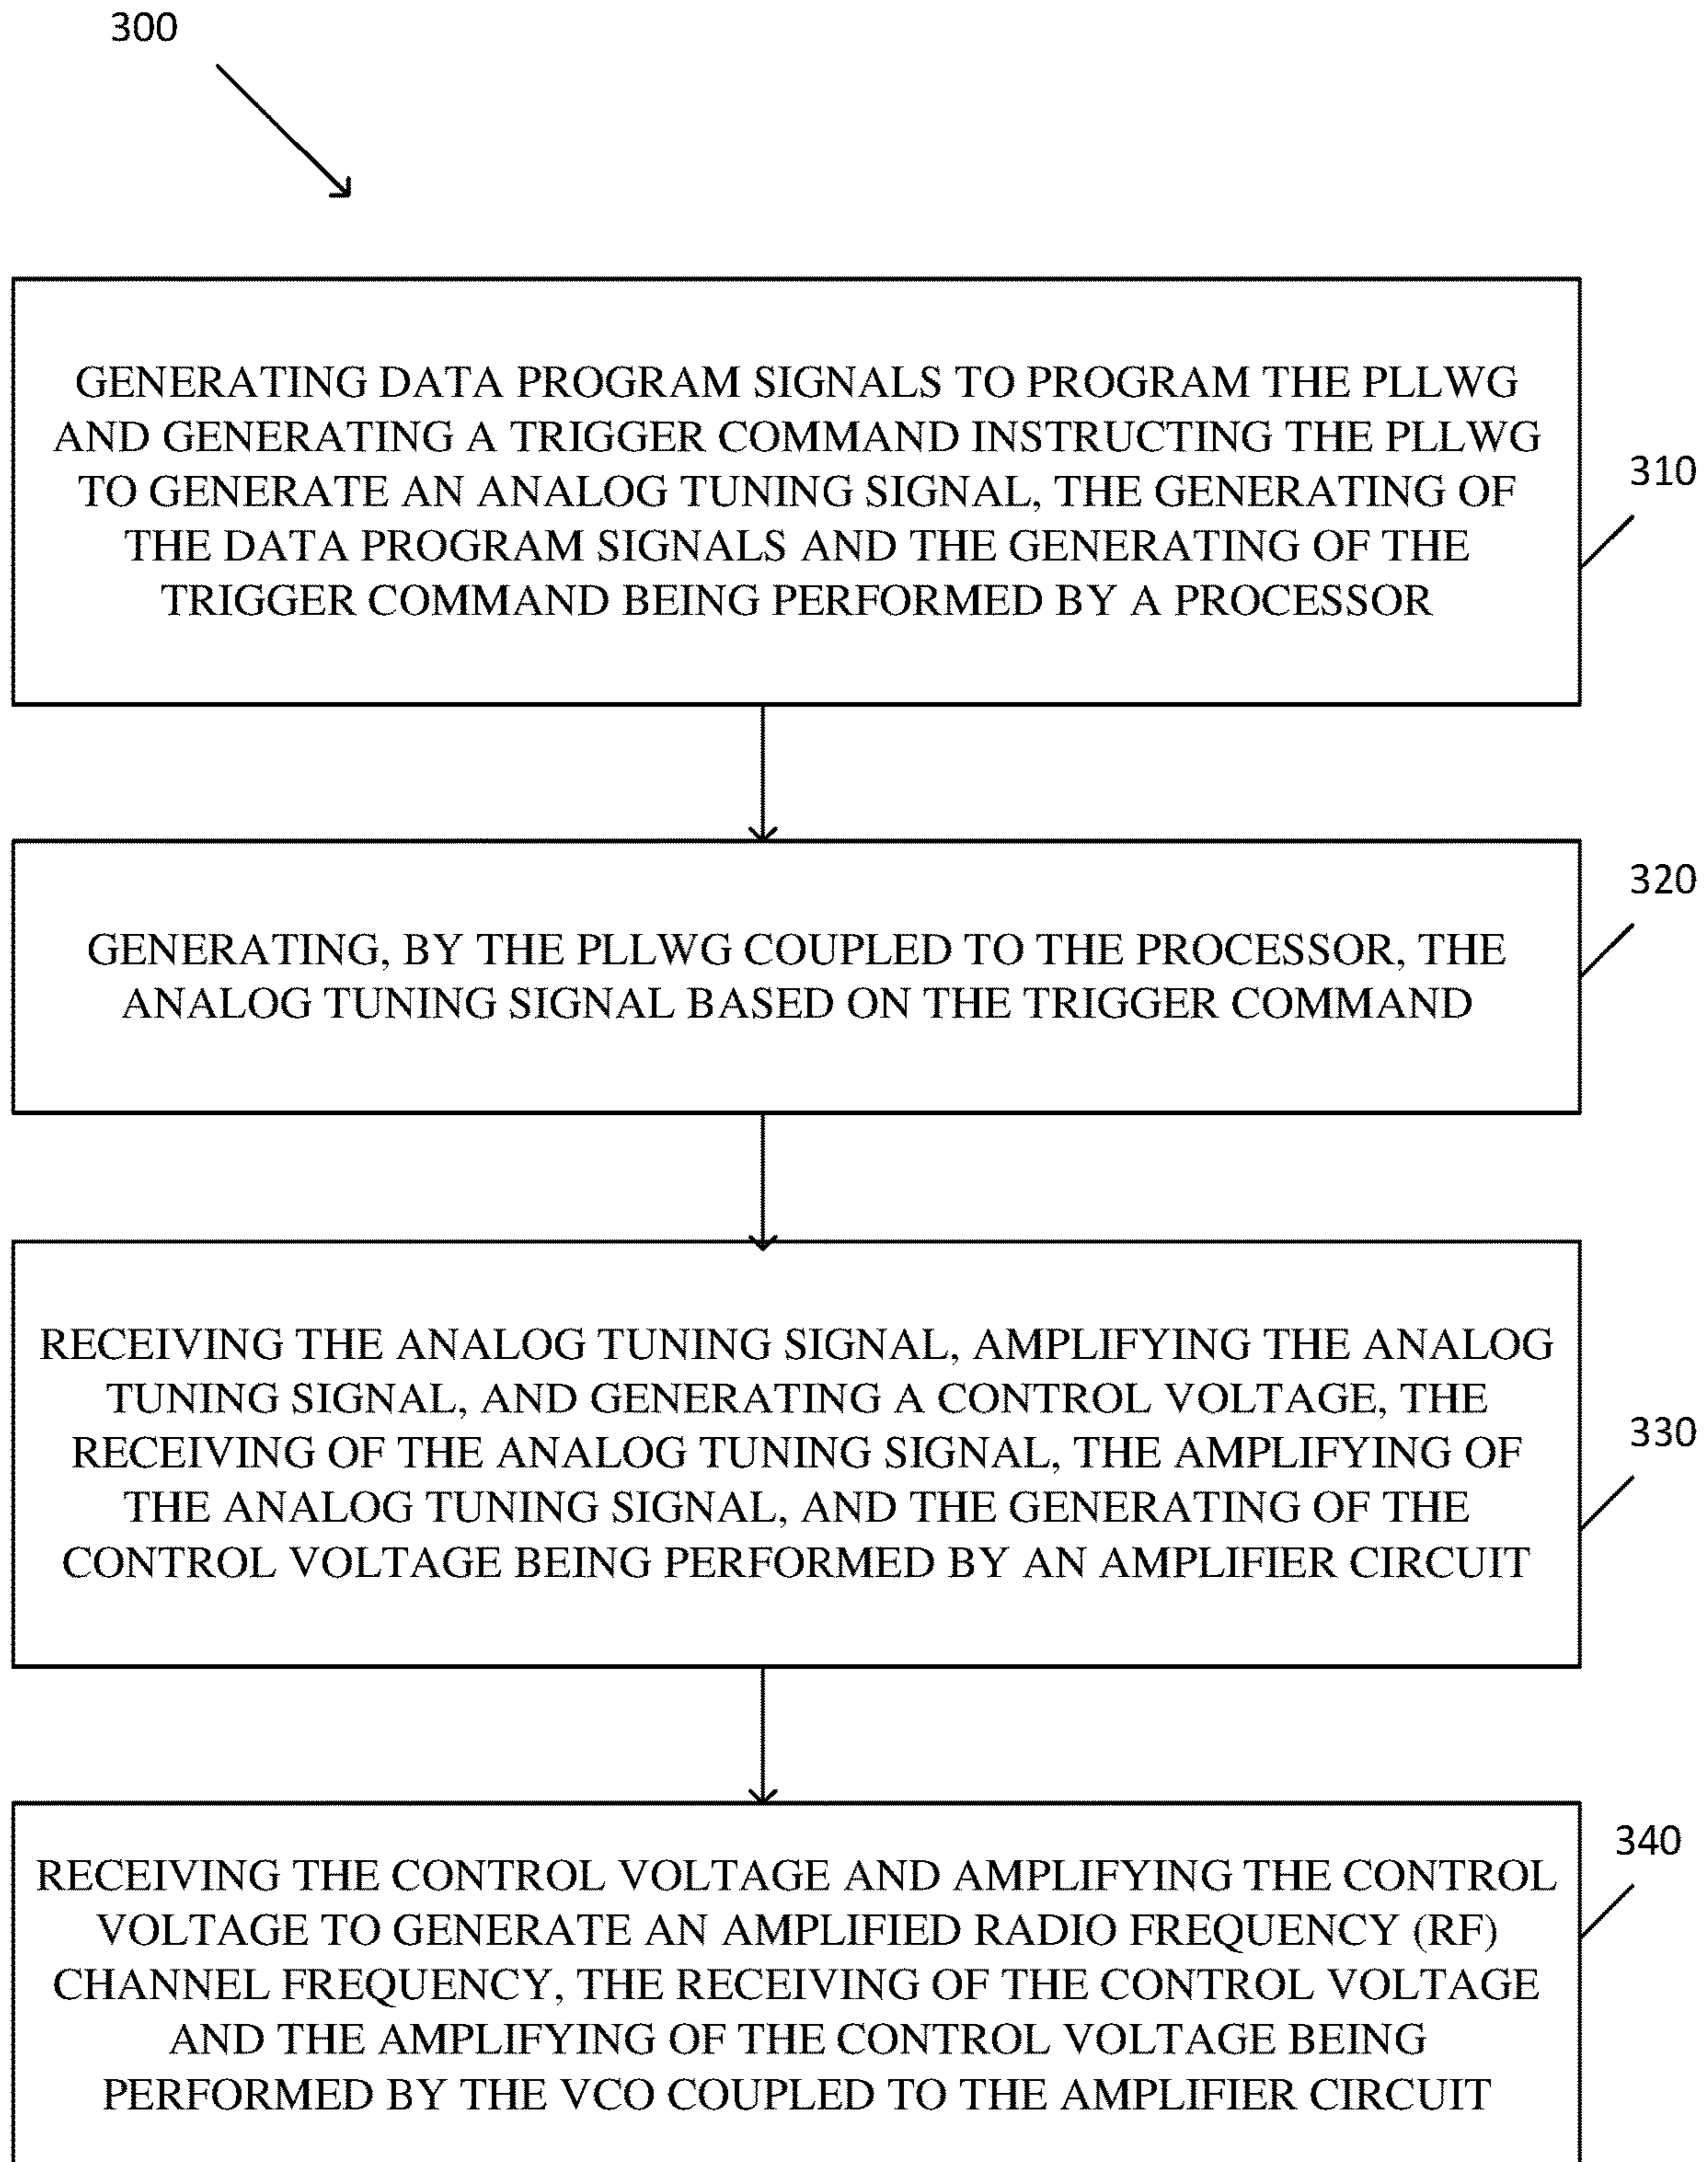 300
GENERATING DATA PROGRAM SIGNALS TO PROGRAM THE PLLWG
AND GENERATING A TRIGGER COMMAND INSTRUCTING THE PLLWG
TO GENERATE AN ANALOG TUNING SIGNAL, THE GENERATING OF
THE DATA PROGRAM SIGNALS AND THE GENERATING OF THE
TRIGGER COMMAND BEING PERFORMED BY A PROCESSOR
310
GENERATING, BY THE PLLWG COUPLED TO THE PROCESSOR, THE
ANALOG TUNING SIGNAL BASED ON THE TRIGGER COMMAND
320
RECEIVING THE ANALOG TUNING SIGNAL, AMPLIFYING THE ANALOG
TUNING SIGNAL, AND GENERATING A CONTROL VOLTAGE, THE
RECEIVING OF THE ANALOG TUNING SIGNAL, THE AMPLIFYING OF
THE ANALOG TUNING SIGNAL, AND THE GENERATING OF THE
CONTROL VOLTAGE BEING PERFORMED BY AN AMPLIFIER CIRCUIT
330
RECEIVING THE CONTROL VOLTAGE AND AMPLIFYING THE CONTROL
VOLTAGE TO GENERATE AN AMPLIFIED RADIO FREQUENCY (RF)
CHANNEL FREQUENCY, THE RECEIVING OF THE CONTROL VOLTAGE
AND THE AMPLIFYING OF THE CONTROL VOLTAGE BEING
PERFORMED BY THE VCO COUPLED TO THE AMPLIFIER CIRCUIT
340